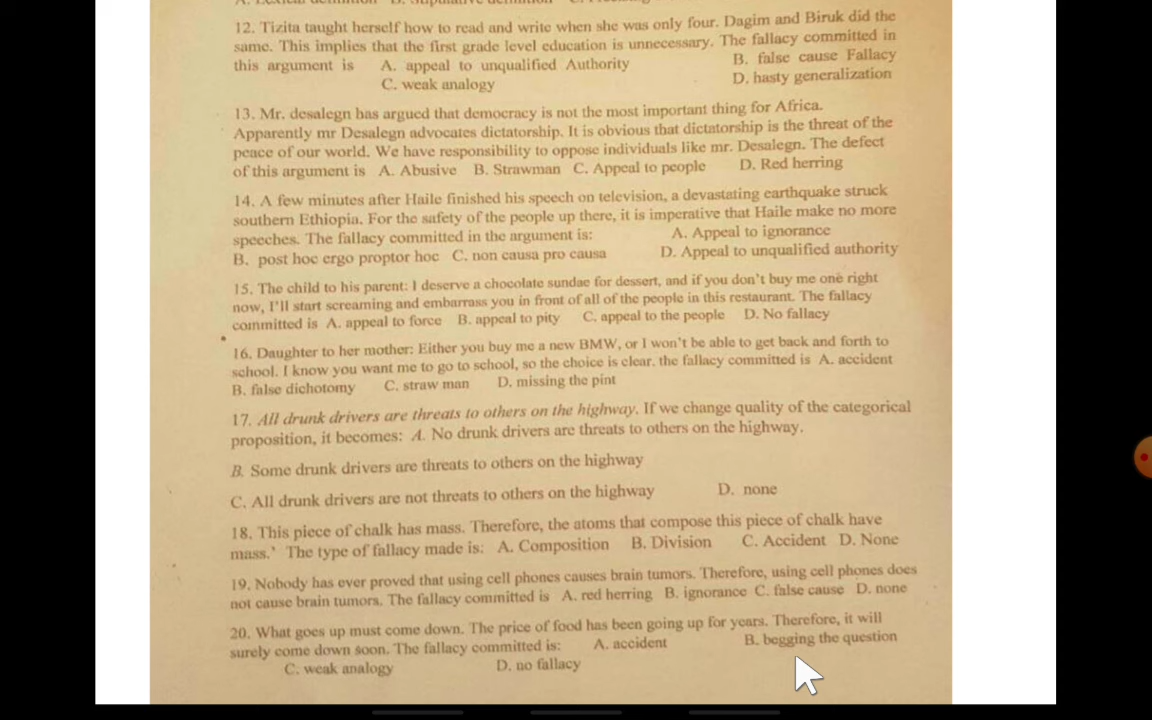 12. Tizita taught herself how to read and write when she was only four. Dagim and Biruk did the
same. This implies that the first grade level education is unnecessary. The fallacy committed in
this argument is A. appeal to unqualified Authority B. false cause Fallacy
C. weak analogy D. hasty generalization
13. Mr. desalegn has argued that democracy is not the most important thing for Africa.
Apparently mr Desalegn advocates dictatorship. It is obvious that dictatorship is the threat of the
peace of our world. We have responsibility to oppose individuals like mr. Desalegn. The defect
of this argument is A. Abusive B. Strawman C. Appeal to people D. Red herring
14. A few minutes after Haile finished his speech on television, a devastating earthquake struck
southern Ethiopia. For the safety of the people up there, it is imperative that Haile make no more
speeches. The fallacy committed in the argument is: A. Appeal to ignorance
B. post hoc ergo proptor hoc C. non causa pro causa D. Appeal to unqualified authority
15. The child to his parent: I deserve a chocolate sundae for dessert, and if you don't buy me one right
now, I'll start screaming and embarrass you in front of all of the people in this restaurant. The fallacy
committed is A. appeal to force B. appeal to pity C. appeal to the people D. No fallacy
16. Daughter to her mother: Either you buy me a new BMW, or I won't be able to get back and forth to
school. I know you want me to go to school, so the choice is clear. the fallacy committed is A. accident
B. false dichotomy C. straw man D. missing the pint
17. All drunk drivers are threats to others on the highway. If we change quality of the categorical
proposition, it becomes: A. No drunk drivers are threats to others on the highway.
B. Some drunk drivers are threats to others on the highway
C. All drunk drivers are not threats to others on the highway D. none
18. This piece of chalk has mass. Therefore, the atoms that compose this piece of chalk have
mass.' The type of fallacy made is: A. Composition B. Division C. Accident D. None
19. Nobody has ever proved that using cell phones causes brain tumors. Therefore, using cell phones does
not cause brain tumors. The fallacy committed is A. red herring B. ignorance C. false cause D. none
20. What goes up must come down. The price of food has been going up for years. Therefore, it will
surely come down soon. The fallacy committed is: A. accident B. begging the question
C. weak analogy D. no fallacy